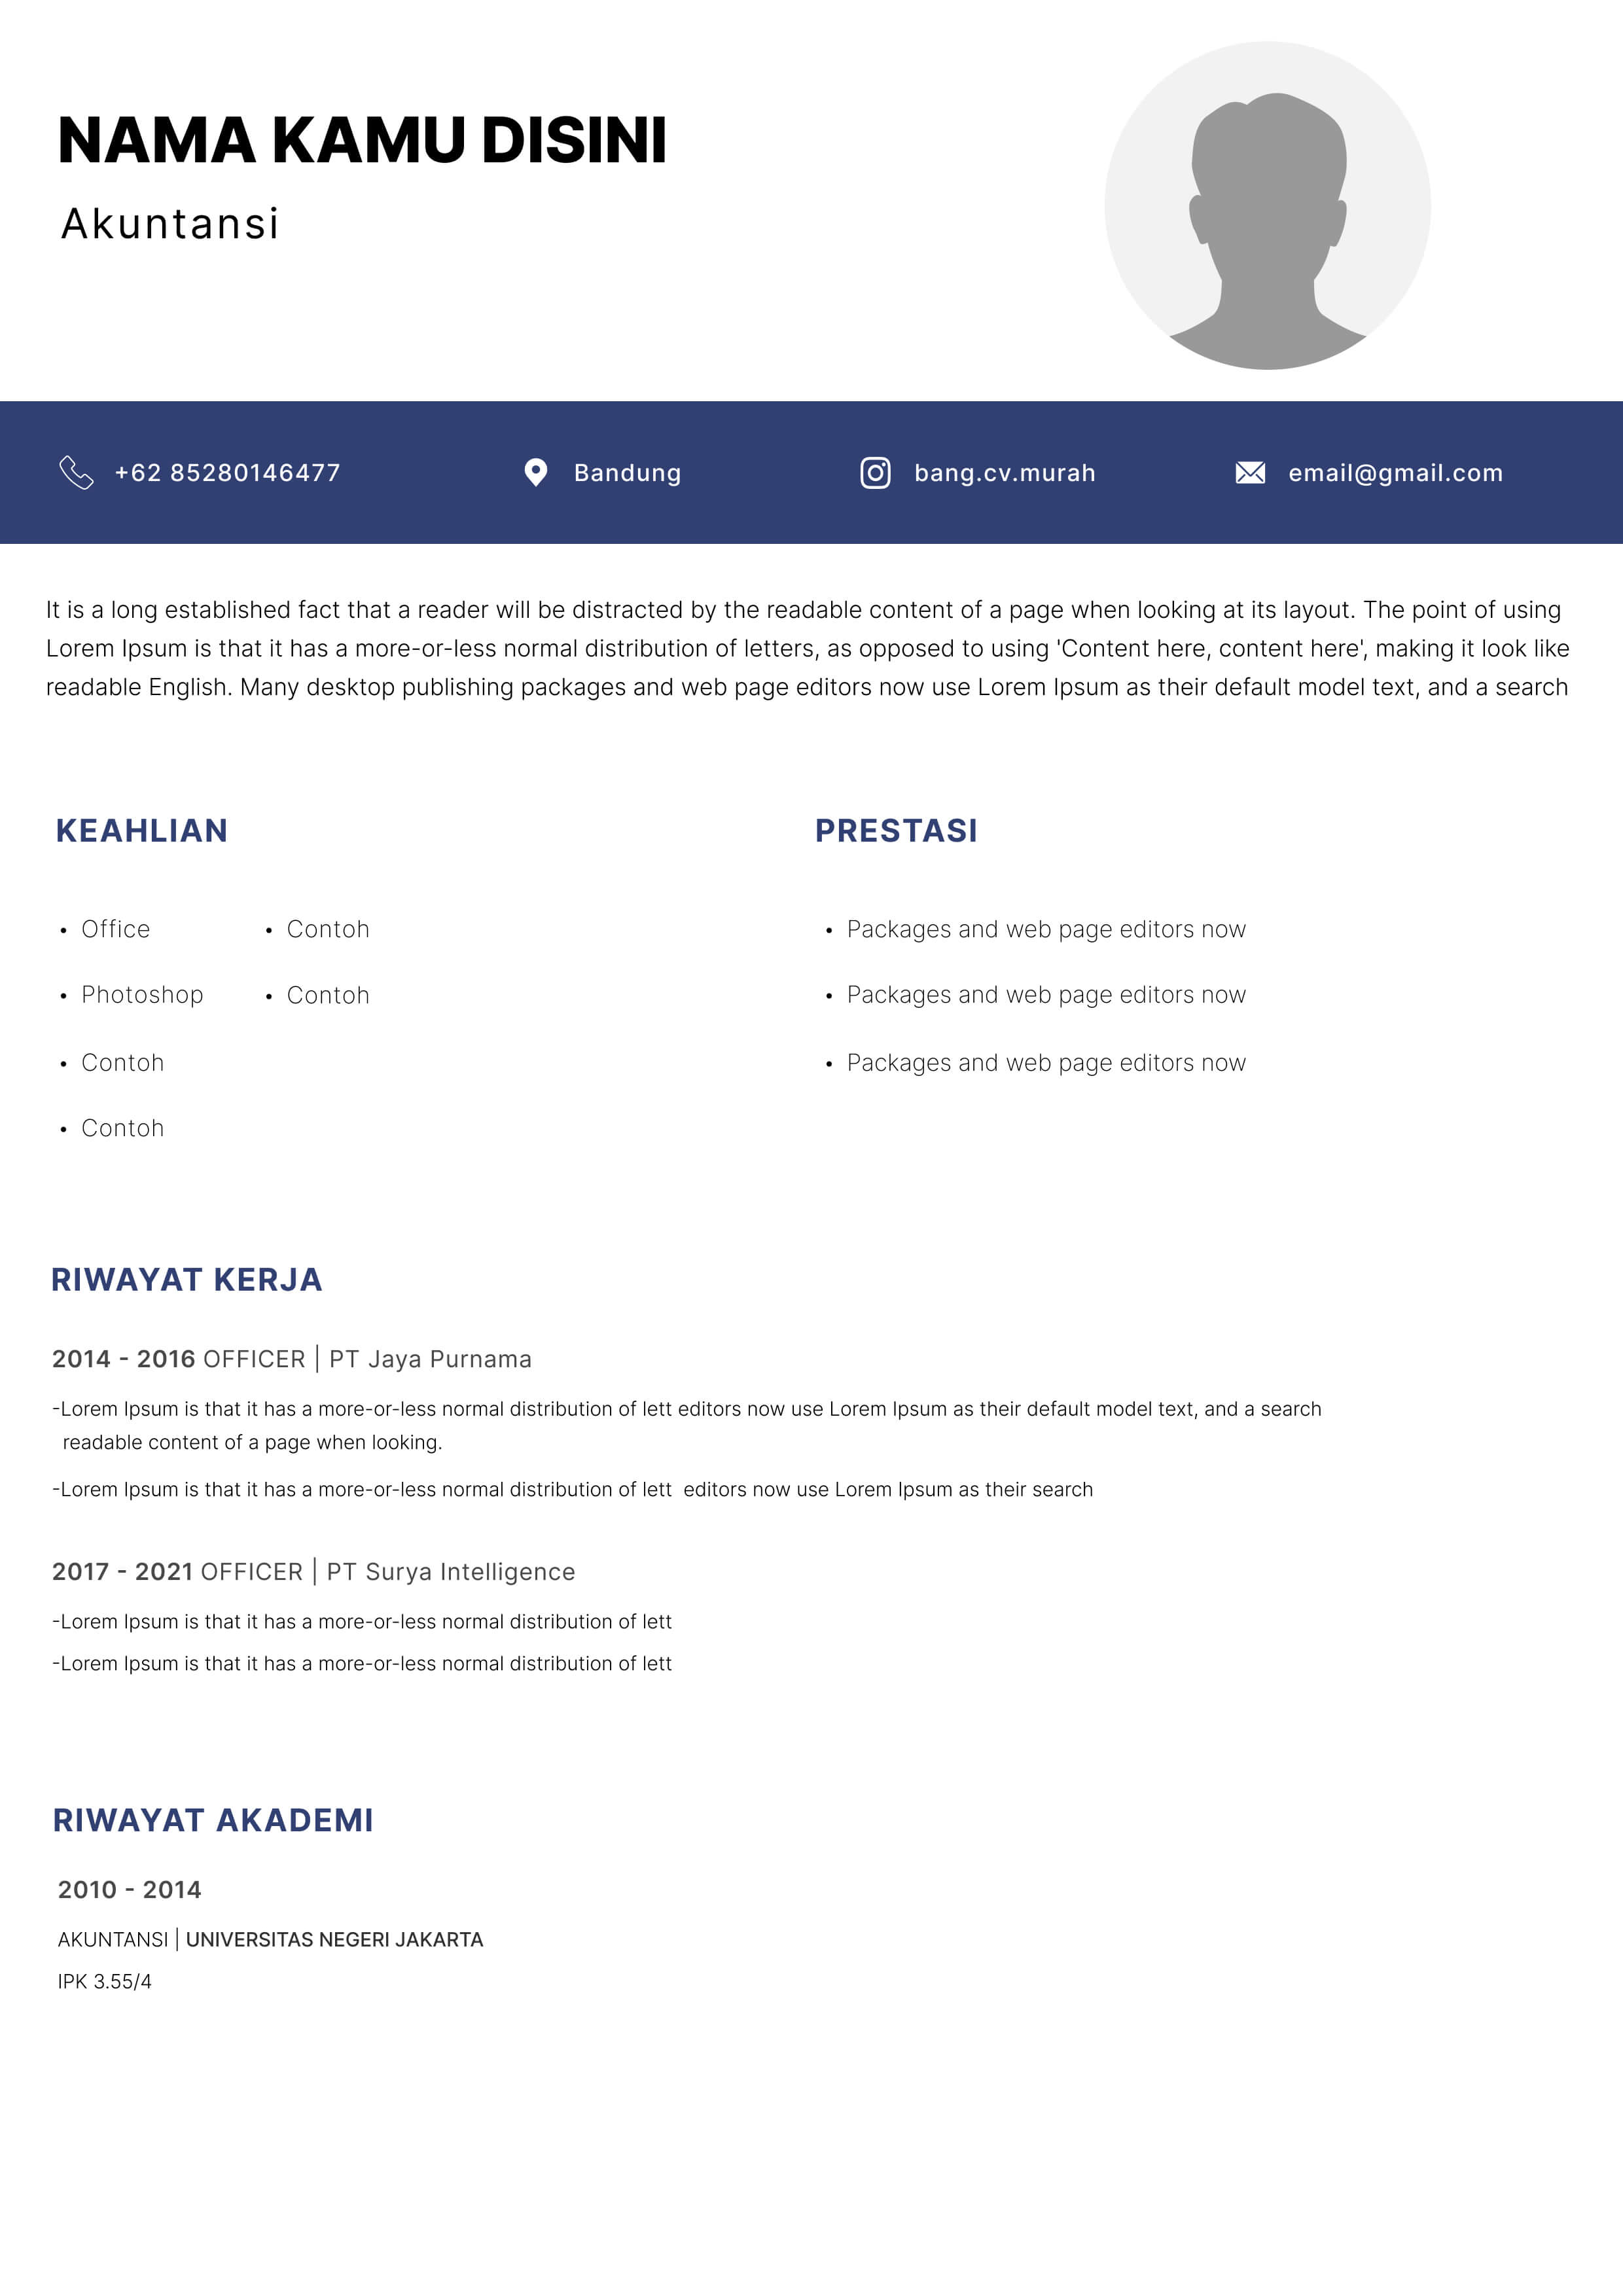 NAMA KAMU DISINI
Akuntansi
+62 85280146477
Bandung
bang.cv.murah
email@gmail.com
It is a long established fact that a reader will be distracted by the readable content of a page when looking at its layout. The point of using
Lorem Ipsum is that it has a more-or-less normal distribution of letters, as opposed to using 'Content here, content here', making it look like
readable English. Many desktop publishing packages and web page editors now use Lorem Ipsum as their default model text, and a search
KEAHLIAN
• Office
• Photoshop
• Contoh
• Contoh
• Contoh
• Contoh
PRESTASI
• Packages and web page editors now
• Packages and web page editors now
• Packages and web page editors now
RIWAYAT KERJA
2014 - 2016 OFFICER | PT Jaya Purnama
-Lorem Ipsum is that it has a more-or-less normal distribution of lett editors now use Lorem Ipsum as their default model text, and a search
readable content of a page when looking.
-Lorem Ipsum is that it has a more-or-less normal distribution of lett  editors now use Lorem Ipsum as their search
2017 - 2021 OFFICER | PT Surya Intelligence
-Lorem Ipsum is that it has a more-or-less normal distribution of lett
-Lorem Ipsum is that it has a more-or-less normal distribution of lett
RIWAYAT AKADEMI
2010 - 2014
AKUNTANSI | UNIVERSITAS NEGERI JAKARTA
IPK 3.55/4